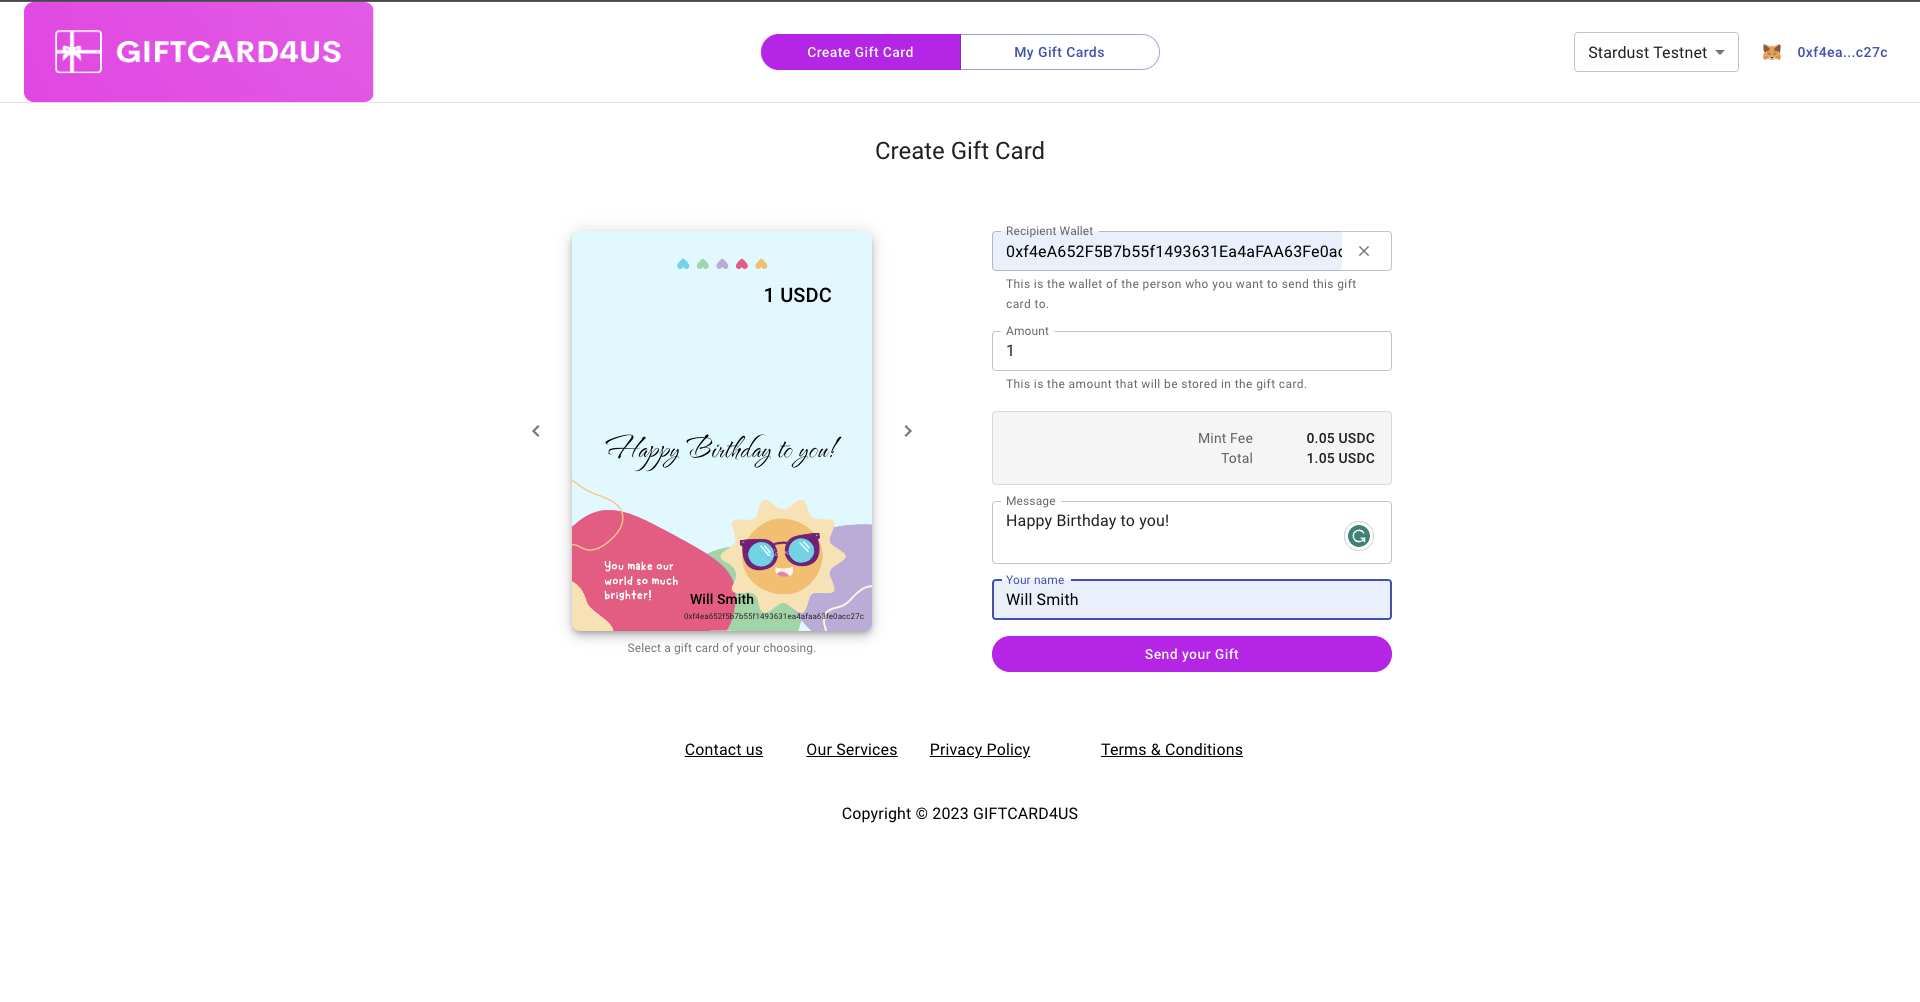 GIFTCARD4US
Create Gift Card
My Gift Cards
Stardust Testnet
0xf4ea...c27c
Create Gift Card
1 USDC
Happy Birthday to you!
You make our
world so much
brighter!
Will Smith
0xf4ea652f5b7b55f1493631ea4afaa63fe0acc27c
Select a gift card of your choosing.
Recipient Wallet
0xf4eA652F5B7b55f1493631Ea4aFAA63Fe0ac
This is the wallet of the person who you want to send this gift
card to.
Amount
1
This is the amount that will be stored in the gift card.
Mint Fee 0.05 USDC
Total 1.05 USDC
Message
Happy Birthday to you!
Your name
Will Smith
Send your Gift
Contact us Our Services Privacy Policy Terms & Conditions
Copyright © 2023 GIFTCARD4US